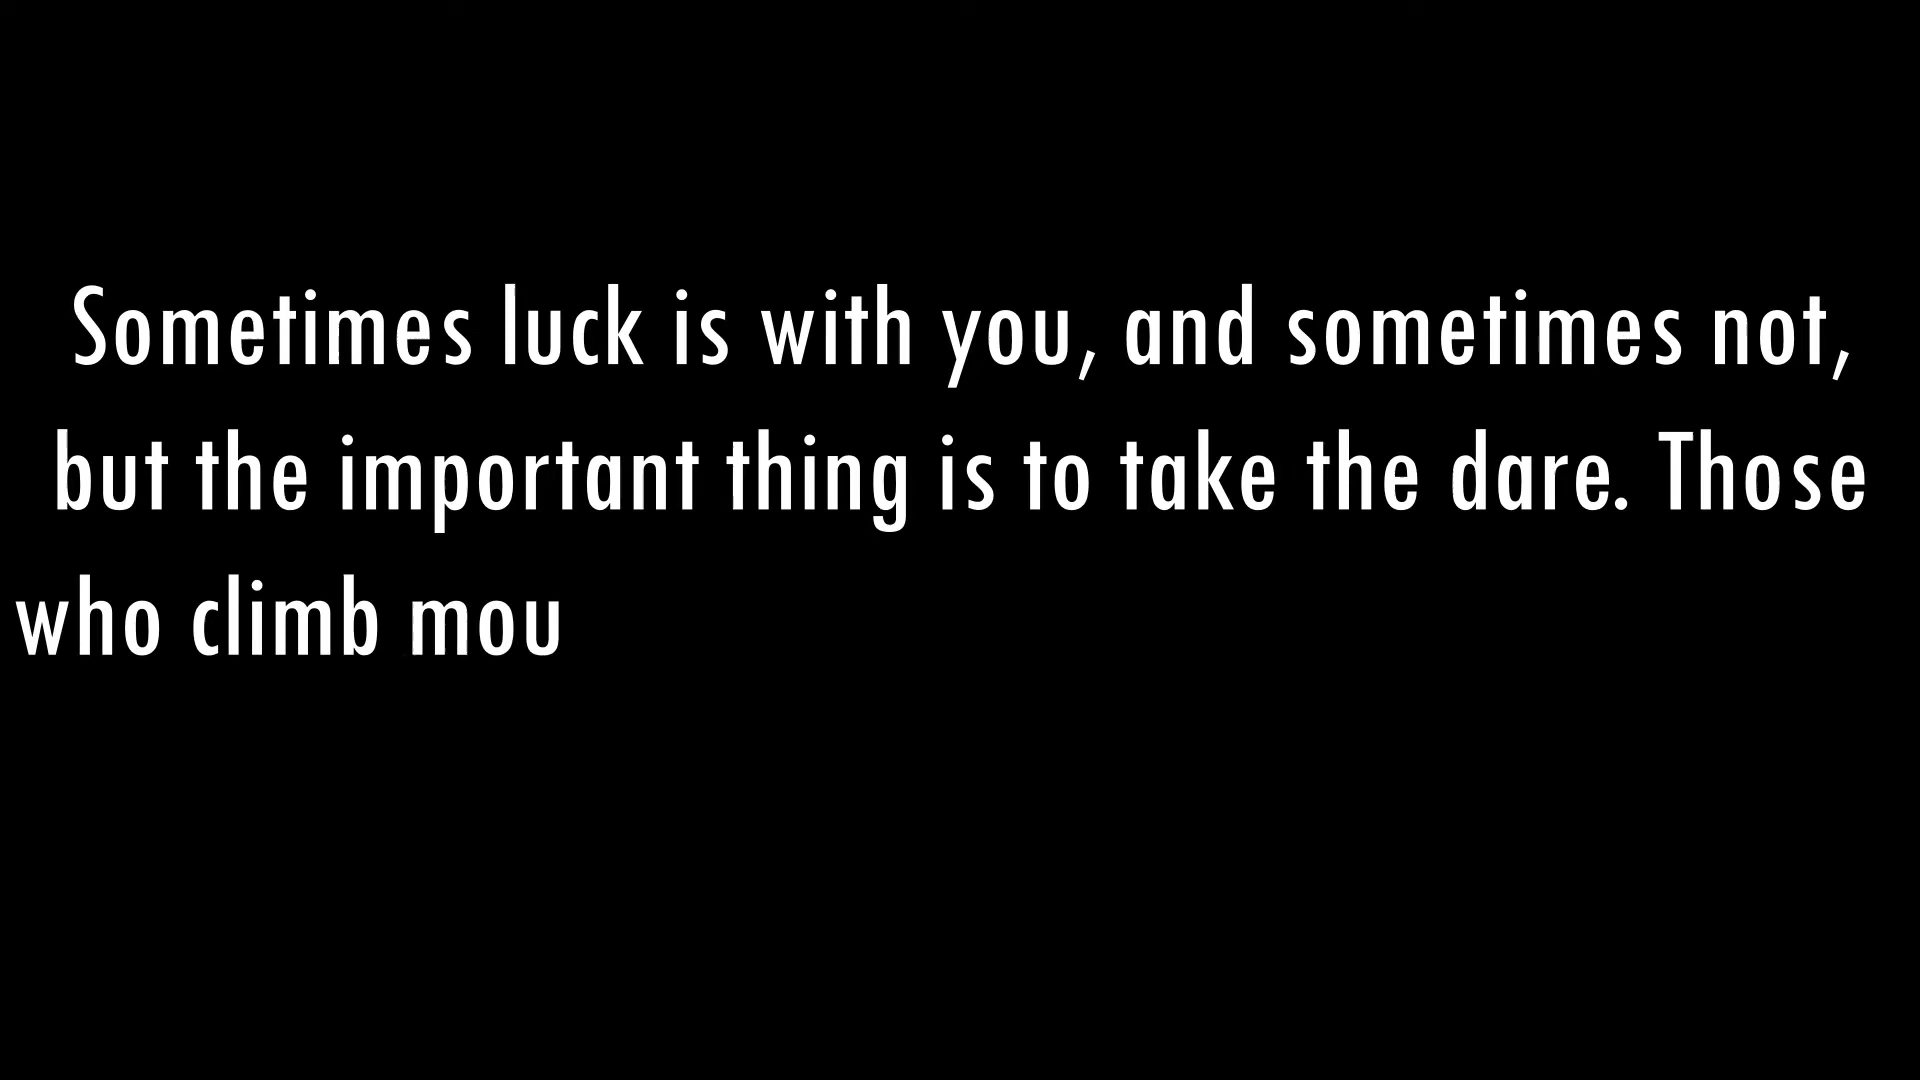 Sometimes luck is with you, and sometimes not,
but the important thing is to take the dare. Those
who climb mou